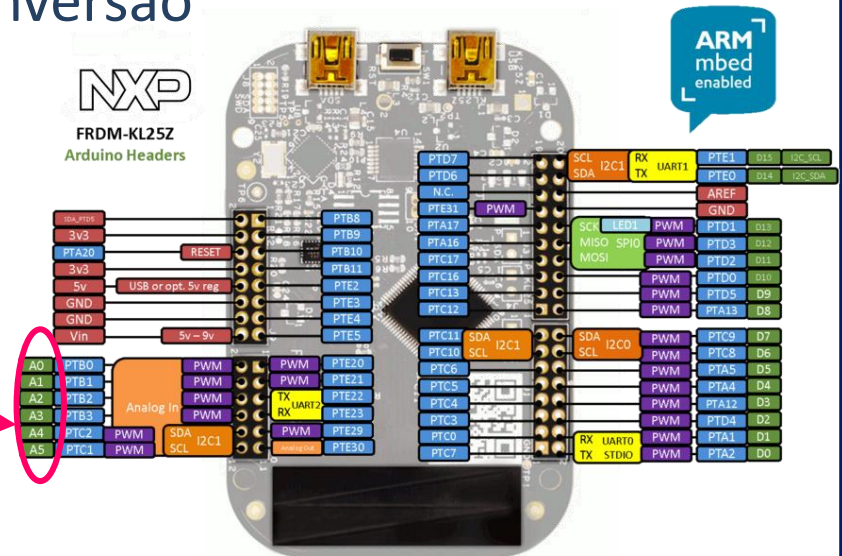 iversão
NXP
FRDM-KL25Z
Arduino Headers
ARM
mbed
enabled
SDA_PTD5
PTB8
3v3
PTB9
PTA20 RESET
PTB10
3v3
PTB11
5v USB or opt. 5v reg
PTE2
GND
PTE3
GND
PTE4
Vin 5v – 9v
PTE5
A0 PTB0 PWM
A1 PTB1 PWM
A2 PTB2 PWM
A3 PTB3 PWM
Analog In
A4 PTC2 PWM SDA
A5 PTC1 PWM SCL
I2C1
PWM PTE20
PWM PTE21
TX PTE22
RX PTE23
UART2
PWM PTE29
Analog Out PTE30
PTD7
PTD6
N.C.
PTE31 PWM
PTA17
PTA16
PTC17
PTC16
PTC13
PTC12
PTC11 SDA
PTC10 SCL
I2C1
PTC6
PTC5
PTC4
PTC3
PTC0
PTC7
SCL I2C1 RX UART1 PTE1 D15 I2C_SCL
SDA TX PTE0 D14 I2C_SDA
AREF
GND
SCK LED1 PWM PTD1 D13
MISO SPI0 PWM PTD3 D12
MOSI PWM PTD2 D11
PWM PTD0 D10
PWM PTD5 D9
PWM PTA13 D8
SDA I2C0 PWM PTC9 D7
SCL PWM PTC8 D6
PWM PTA5 D5
PWM PTA4 D4
PWM PTA12 D3
PWM PTD4 D2
RX UART0 PWM PTA1 D1
TX STDIO PWM PTA2 D0